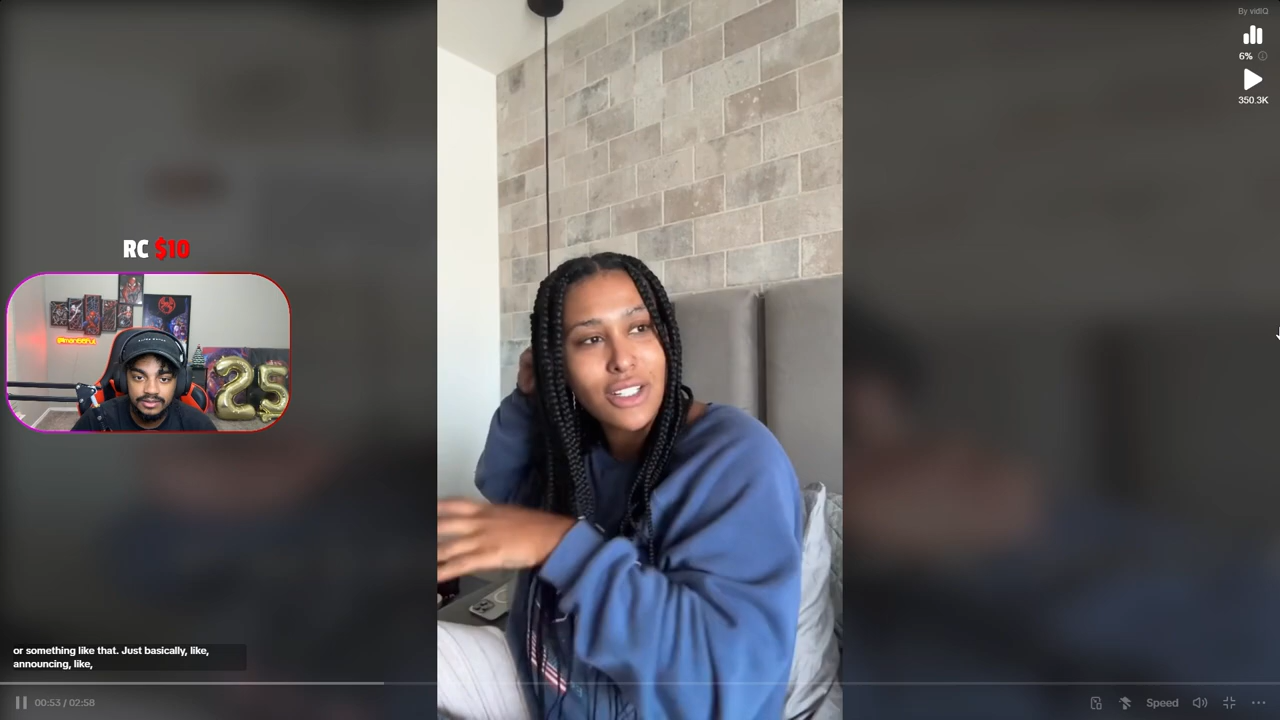 By vidIQ
6%
350.3K
RC $10
25
or something like that. Just basically, like,
announcing, like,
00:53 / 02:58
Speed